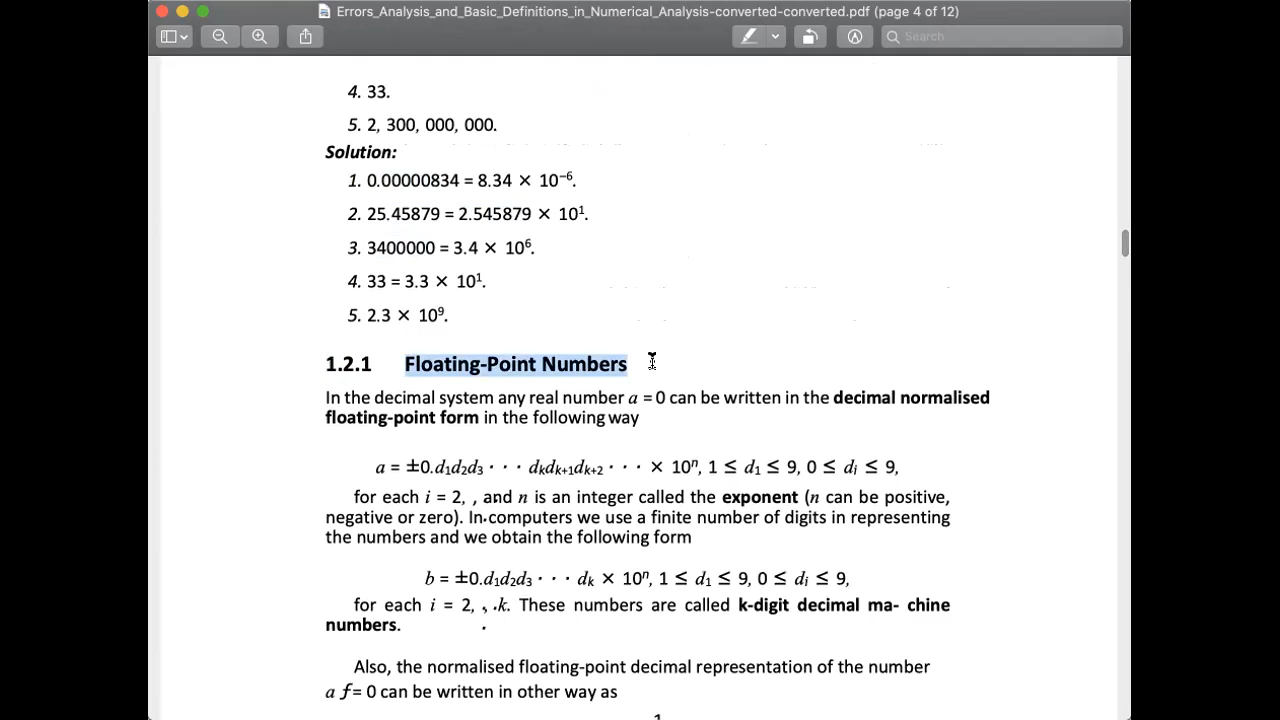 Errors_Analysis_and_Basic_Definitions_in_Numerical_Analysis-converted-converted.pdf (page 4 of 12)
Search
4. 33.
5. 2, 300, 000, 000.
Solution:
1. 0.00000834 = 8.34 × 10⁻⁶.
2. 25.45879 = 2.545879 × 10¹.
3. 3400000 = 3.4 × 10⁶.
4. 33 = 3.3 × 10¹.
5. 2.3 × 10⁹.
1.2.1 Floating-Point Numbers
In the decimal system any real number a = 0 can be written in the decimal normalised
floating-point form in the following way
a = ±0.d₁d₂d₃ · · · dₖdₖ₊₁dₖ₊₂ · · · × 10ⁿ, 1 ≤ d₁ ≤ 9, 0 ≤ dᵢ ≤ 9,
for each i = 2, , and n is an integer called the exponent (n can be positive,
negative or zero). In computers we use a finite number of digits in representing
the numbers and we obtain the following form
b = ±0.d₁d₂d₃ · · · dₖ × 10ⁿ, 1 ≤ d₁ ≤ 9, 0 ≤ dᵢ ≤ 9,
for each i = 2, , .k. These numbers are called k-digit decimal ma- chine
numbers.
Also, the normalised floating-point decimal representation of the number
a ƒ= 0 can be written in other way as